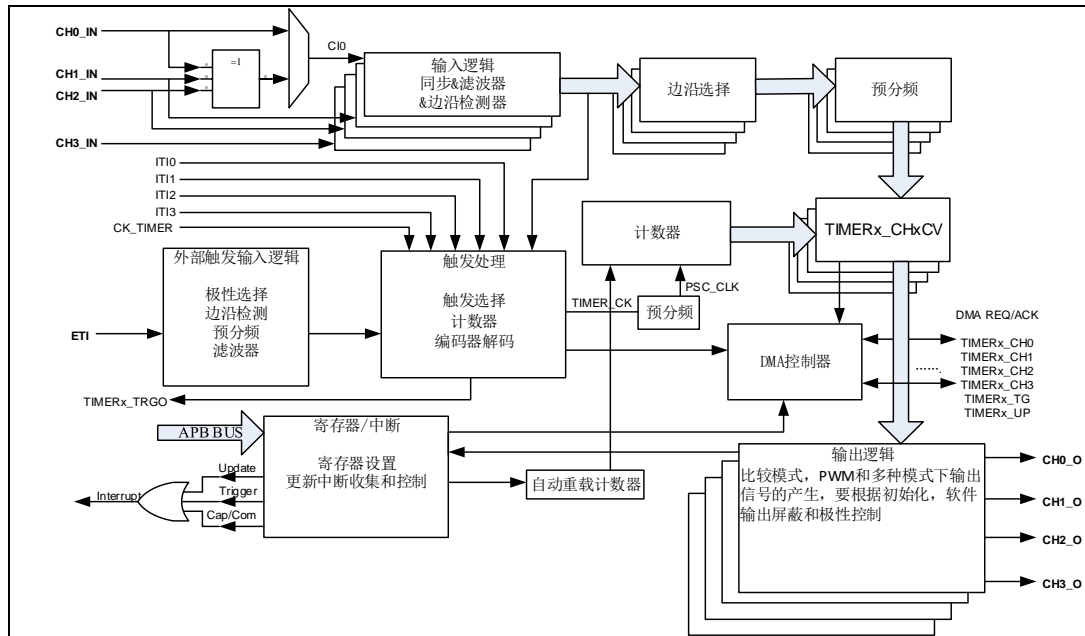 CH0_IN
CH1_IN
CH2_IN
CH3_IN
=1
CI0
输入逻辑
同步&滤波器
&边沿检测器
边沿选择
预分频
ITI0
ITI1
ITI2
ITI3
CK_TIMER
计数器
TIMERx_CHxCV
外部触发输入逻辑
极性选择
边沿检测
预分频
滤波器
ETI
触发处理
触发选择
计数器
编码器解码
TIMER_CK
PSC_CLK
预分频
DMA控制器
DMA REQ/ACK
TIMERx_CH0
TIMERx_CH1
......
TIMERx_CH2
TIMERx_CH3
TIMERx_TG
TIMERx_UP
TIMERx_TRGO
APB BUS
寄存器/中断
寄存器设置
更新中断收集和控制
自动重载计数器
Update
Trigger
Cap/Com
Interrupt
输出逻辑
比较模式，PWM和多种模式下输出
信号的产生，要根据初始化，软件
输出屏蔽和极性控制
CH0_O
CH1_O
CH2_O
CH3_O